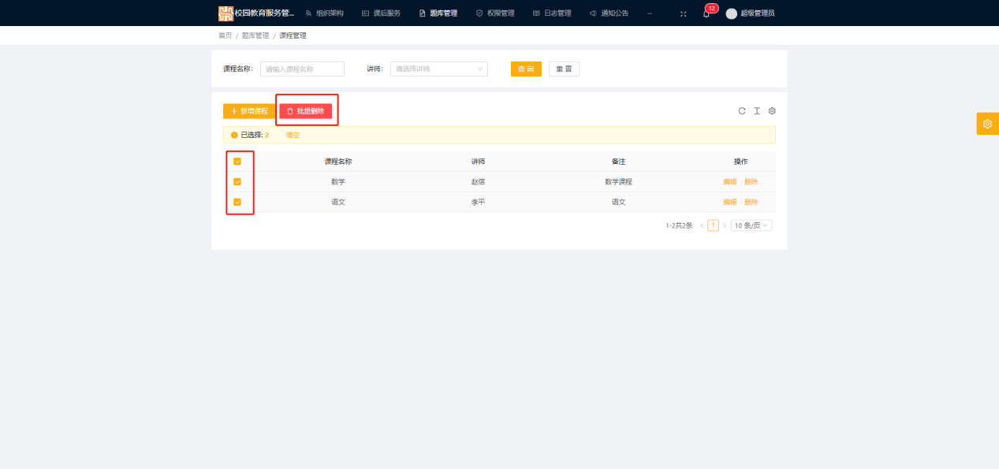 校园教育服务管... 组织架构 课后服务 题库管理 权限管理 日志管理 通知公告 12 超级管理员
首页 / 题库管理 / 课程管理
课程名称: 请输入课程名称 讲师: 请选择讲师 查 询 重 置
新增课程 批量删除
已选择: 2 清空
课程名称 讲师 备注 操作
数学 赵信 数学课程 编辑 删除
语文 李平 语文 编辑 删除
1-2共2条 < 1 > 10 条/页